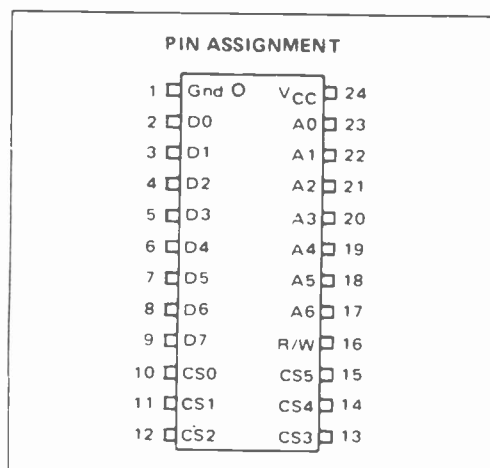 PIN ASSIGNMENT
1 Gnd VCC 24
2 D0 A0 23
3 D1 A1 22
4 D2 A2 21
5 D3 A3 20
6 D4 A4 19
7 D5 A5 18
8 D6 A6 17
9 D7 R/W 16
10 CS0 CS5 15
11 CS1 CS4 14
12 CS2 CS3 13